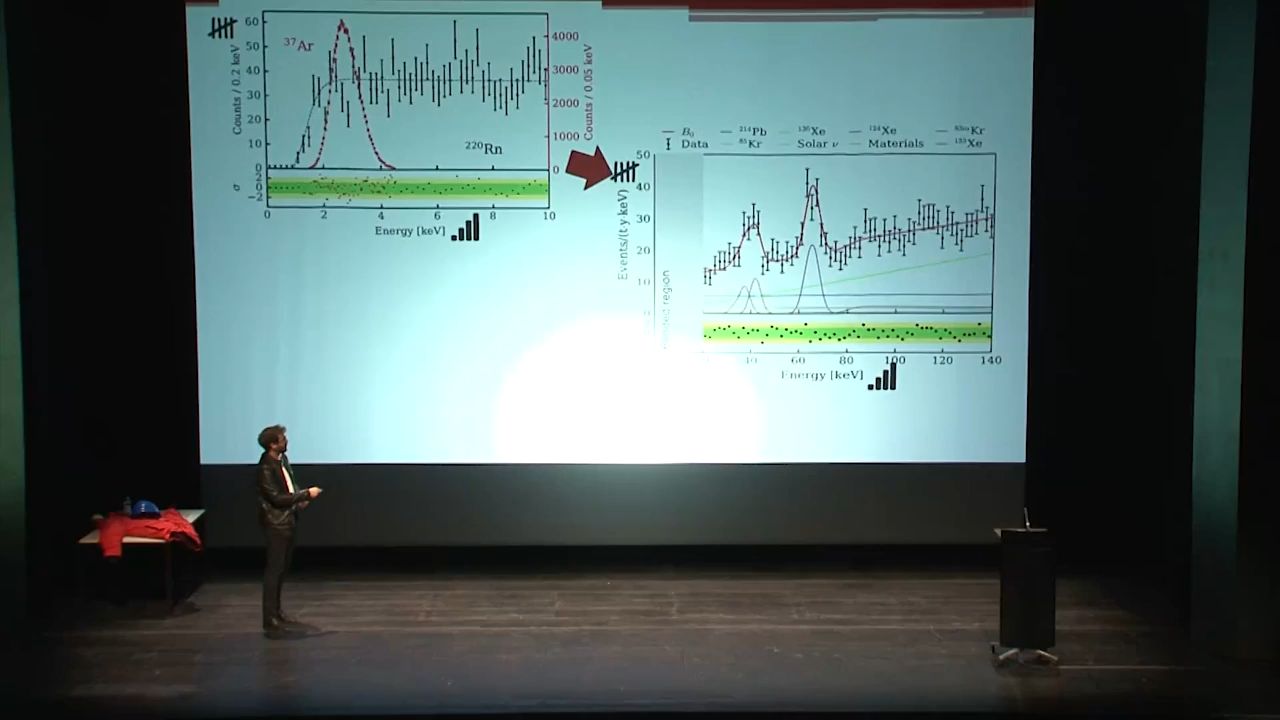 60
50
40
30
20
10
0
Counts / 0.2 keV
³⁷Ar
²²⁰Rn
4000
3000
2000
1000
0
Counts / 0.05 keV
2
0
−2
σ
0 2 4 6 8 10
Energy [keV]
B₀ ²¹⁴Pb ¹³⁶Xe ¹²⁴Xe ⁸³ᵐKr
Data ⁸⁵Kr Solar ν Materials ¹³³Xe
50
40
30
20
10
0
Events/(t·y·keV)
region
40 60 80 100 120 140
Energy [keV]